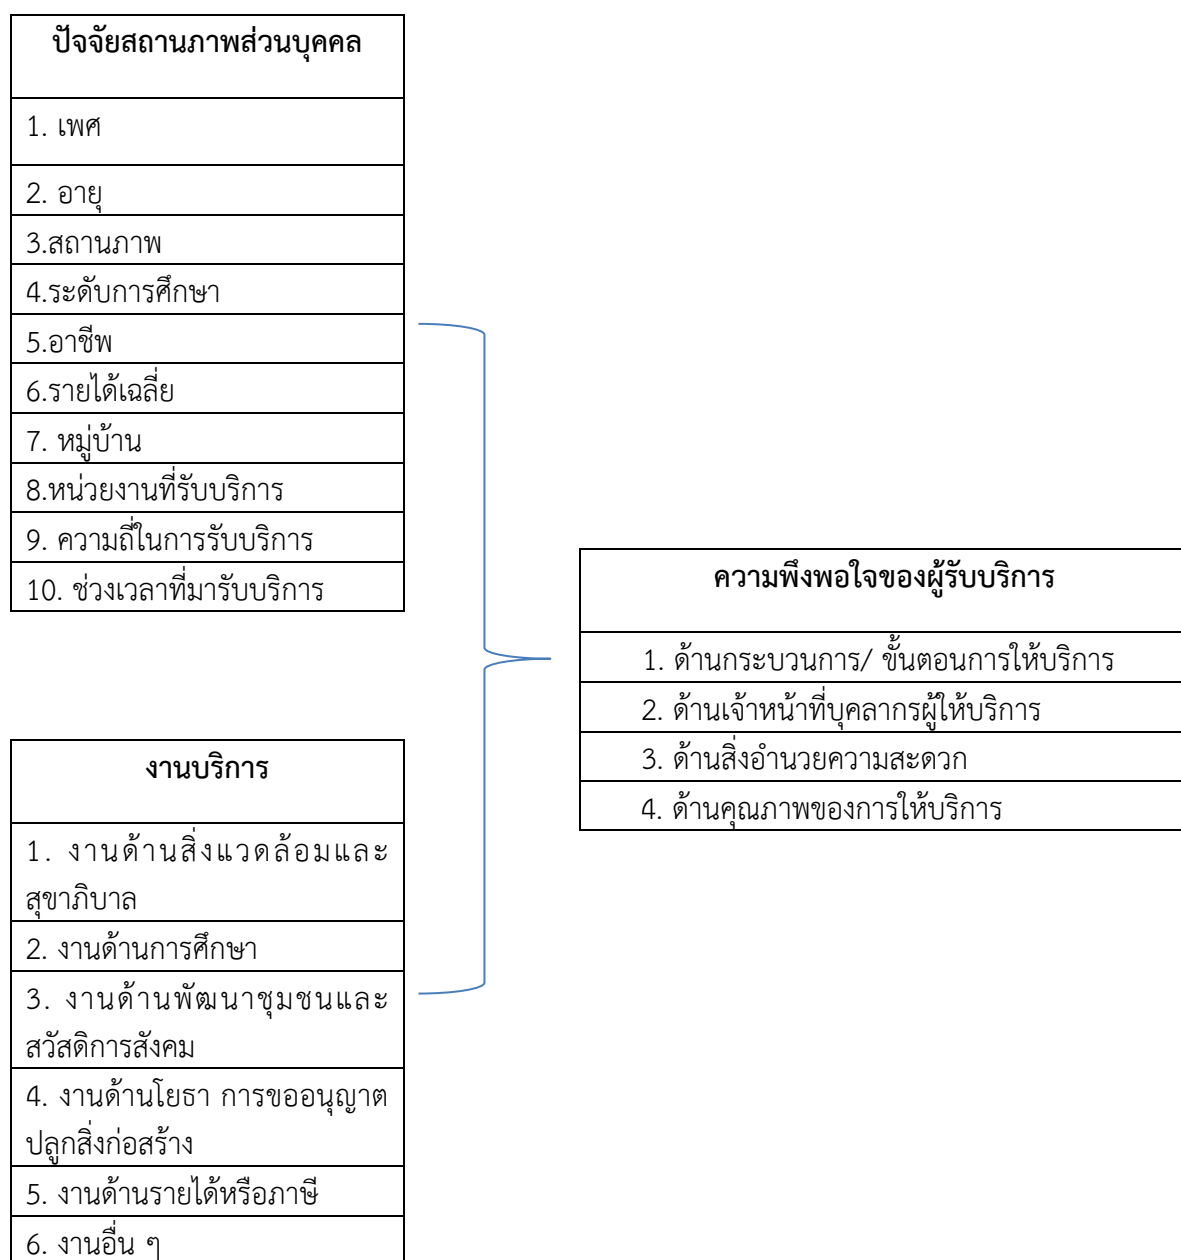 ปัจจัยสถานภาพส่วนบุคคล
1. เพศ
2. อายุ
3.สถานภาพ
4.ระดับการศึกษา
5.อาชีพ
6.รายได้เฉลี่ย
7. หมู่บ้าน
8.หน่วยงานที่รับบริการ
9. ความถี่ในการรับบริการ
10. ช่วงเวลาที่มารับบริการ
ความพึงพอใจของผู้รับบริการ
1. ด้านกระบวนการ/ ขั้นตอนการให้บริการ
2. ด้านเจ้าหน้าที่บุคลากรผู้ให้บริการ
3. ด้านสิ่งอำนวยความสะดวก
4. ด้านคุณภาพของการให้บริการ
งานบริการ
1. งานด้านสิ่งแวดล้อมและ
สุขาภิบาล
2. งานด้านการศึกษา
3. งานด้านพัฒนาชุมชนและ
สวัสดิการสังคม
4. งานด้านโยธา การขออนุญาต
ปลูกสิ่งก่อสร้าง
5. งานด้านรายได้หรือภาษี
6. งานอื่น ๆ